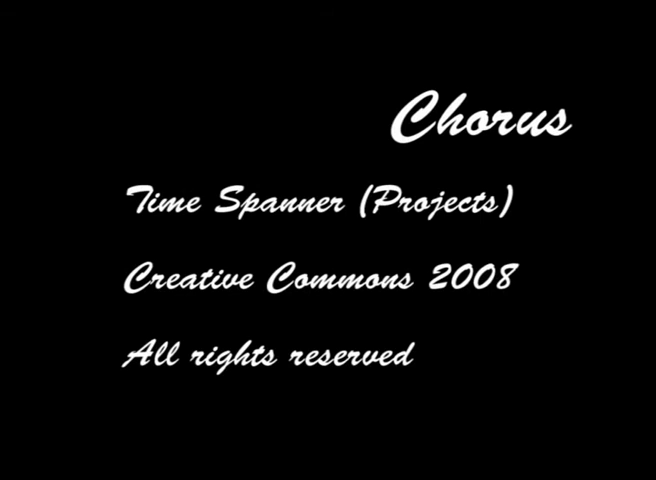 Chorus
Time Spanner (Projects)
Creative Commons 2008
All rights reserved